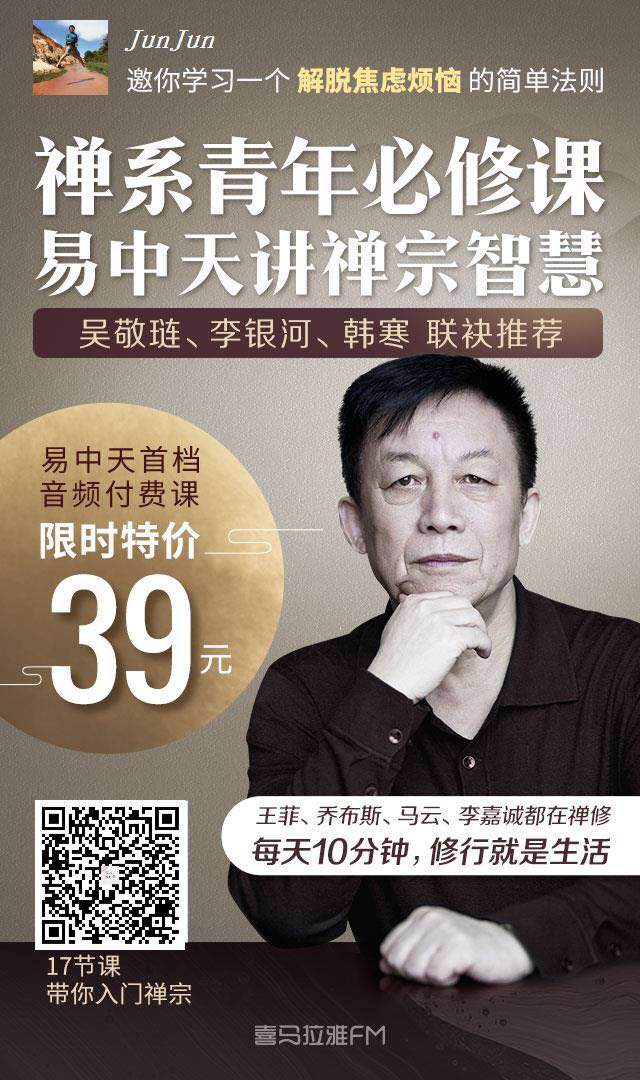 JunJun
邀你学习一个 解脱焦虑烦恼 的简单法则
禅系青年必修课
易中天讲禅宗智慧
吴敬琏、李银河、韩寒 联袂推荐
易中天首档
音频付费课
限时特价
39元
王菲、乔布斯、马云、李嘉诚都在禅修
每天10分钟，修行就是生活
17节课
带你入门禅宗
喜马拉雅FM